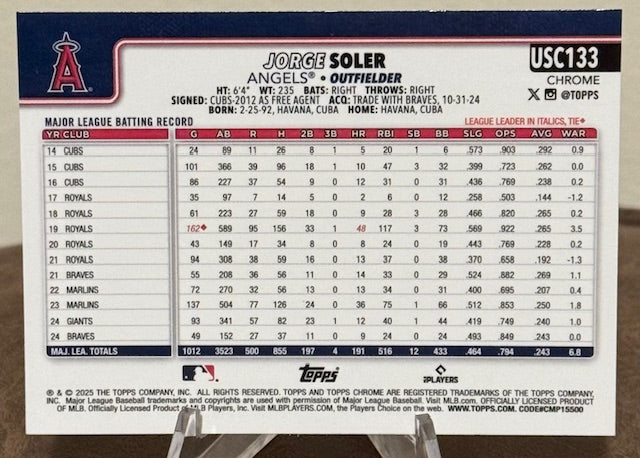 A
JORGE SOLER
USC133
ANGELS® • OUTFIELDER
CHROME
HT: 6'4" WT: 235 BATS: RIGHT THROWS: RIGHT
@TOPPS
SIGNED: CUBS-2012 AS FREE AGENT ACQ: TRADE WITH BRAVES, 10-31-24
BORN: 2-25-92, HAVANA, CUBA HOME: HAVANA, CUBA
MAJOR LEAGUE BATTING RECORD LEAGUE LEADER IN ITALICS, TIE♦
YR CLUB G AB R H 2B 3B HR RBI SB BB SLG OPS AVG WAR
14 CUBS 24 89 11 26 8 1 5 20 1 6 .573 .903 .292 0.9
15 CUBS 101 366 39 96 18 1 10 47 3 32 .399 .723 .262 0.0
16 CUBS 86 227 37 54 9 0 12 31 0 31 .436 .769 .238 0.2
17 ROYALS 35 97 7 14 5 0 2 6 0 12 .258 .503 .144 -1.2
18 ROYALS 61 223 27 59 18 0 9 28 3 28 .466 .820 .265 0.2
19 ROYALS 162♦ 589 95 156 33 1 48 117 3 73 .569 .922 .265 3.5
20 ROYALS 43 149 17 34 8 0 8 24 0 19 .443 .769 .228 0.2
21 ROYALS 94 308 38 59 16 0 13 37 0 38 .370 .658 .192 -1.3
21 BRAVES 55 208 36 56 11 0 14 33 0 29 .524 .882 .269 1.1
22 MARLINS 72 270 32 56 13 0 13 34 0 31 .400 .695 .207 0.4
23 MARLINS 137 504 77 126 24 0 36 75 1 66 .512 .853 .250 1.8
24 GIANTS 93 341 57 82 23 1 12 40 1 44 .419 .749 .240 1.0
24 BRAVES 49 152 27 37 11 0 9 24 0 24 .493 .849 .243 0.0
MAJ. LEA. TOTALS 1012 3523 500 855 197 4 191 516 12 433 .464 .794 .243 6.8
Topps
PLAYERS
® & © 2025 THE TOPPS COMPANY, INC. ALL RIGHTS RESERVED. TOPPS AND TOPPS CHROME ARE REGISTERED TRADEMARKS OF THE TOPPS COMPANY,
INC. Major League Baseball trademarks and copyrights are used with permission of Major League Baseball. Visit MLB.com. OFFICIALLY LICENSED PRODUCT
OF MLB. Officially Licensed Product of MLB Players, Inc. Visit MLBPLAYERS.com, the Players Choice on the web. WWW.TOPPS.COM. CODE#CMP15500